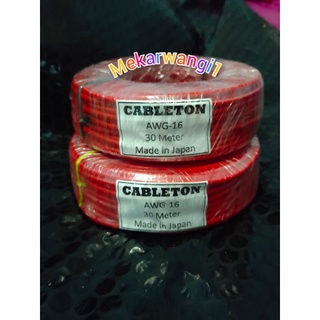 Mekarwangi1
CABLETON
AWG-16
30 Meter
Made in Japan
CABLETON
AWG-16
30 Meter
Made in Japan